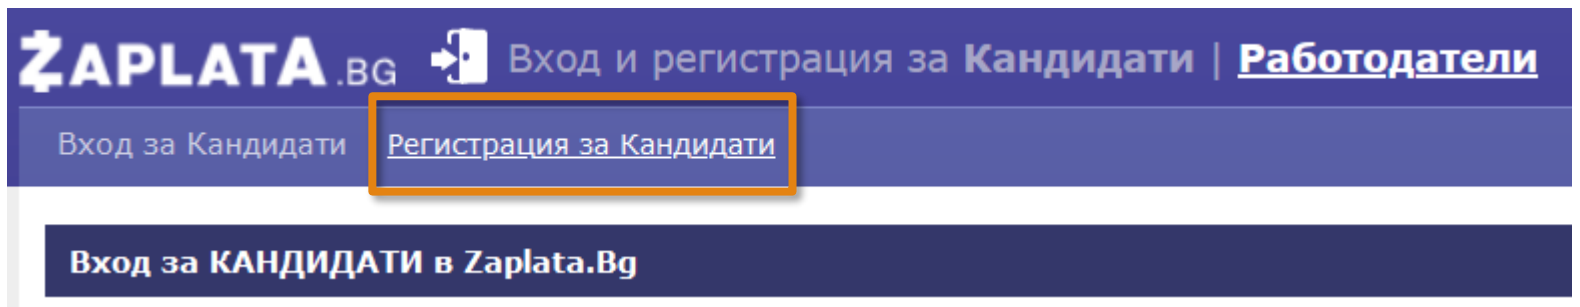 ZAPLATA.BG Вход и регистрация за Кандидати | Работодатели
Вход за Кандидати Регистрация за Кандидати
Вход за КАНДИДАТИ в Zaplata.Bg